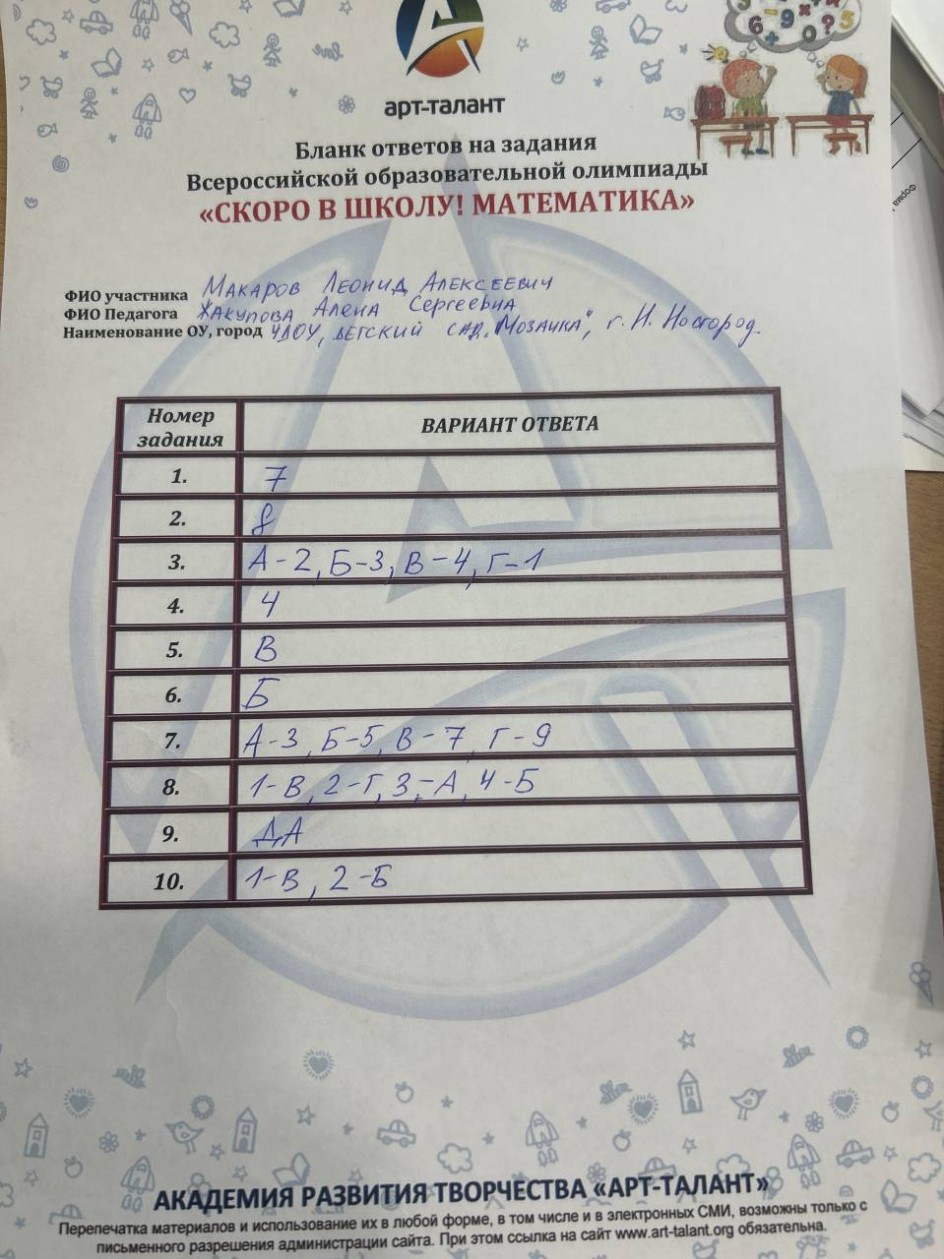 арт-талант
Бланк ответов на задания
Всероссийской образовательной олимпиады
«СКОРО В ШКОЛУ! МАТЕМАТИКА»
ФИО участника Макаров Леонид Алексеевич
ФИО Педагога Жакупова Алена Сергеевна
Наименование ОУ, город ЧДОУ, детский сад „Мозаика", г. Н. Новгород.
Номер задания ВАРИАНТ ОТВЕТА
1. 7
2. 8
3. А-2, Б-3, В-4, Г-1
4. 4
5. В
6. Б
7. А-3, Б-5, В-7, Г-9
8. 1-В, 2-Г, 3,-А, 4-Б
9. ДА
10. 1-В, 2-Б
АКАДЕМИЯ РАЗВИТИЯ ТВОРЧЕСТВА «АРТ-ТАЛАНТ»
Перепечатка материалов и использование их в любой форме, в том числе и в электронных СМИ, возможны только с
письменного разрешения администрации сайта. При этом ссылка на сайт www.art-talant.org обязательна.